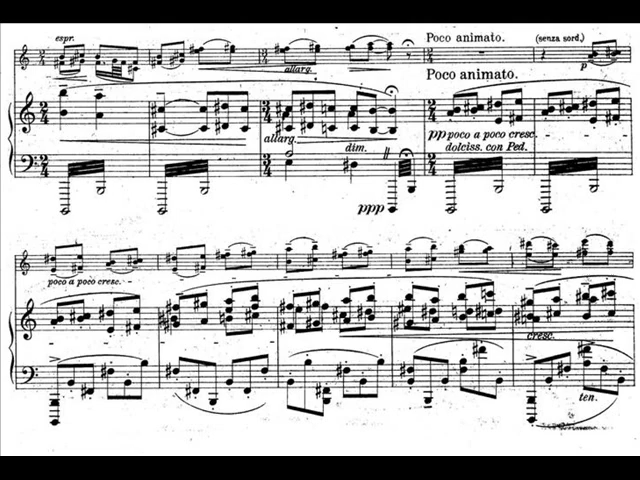 espr.
allarg.
Poco animato.
(senza sord.)
p
Poco animato.
allarg.
dim.
ppp
pp poco a poco cresc.
dolciss. con Ped.
poco a poco cresc.
cresc.
ten.